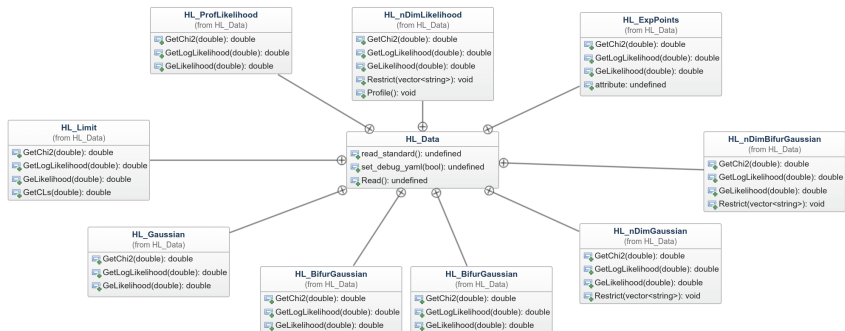 HL_ProfLikelihood
(from HL_Data)
GetChi2(double): double
GetLogLikelihood(double): double
GeLikelihood(double): double
HL_nDimLikelihood
(from HL_Data)
GetChi2(double): double
GetLogLikelihood(double): double
GeLikelihood(double): double
Restrict(vector<string>): void
Profile(): void
HL_ExpPoints
(from HL_Data)
GetChi2(double): double
GetLogLikelihood(double): double
GeLikelihood(double): double
attribute: undefined
HL_Limit
(from HL_Data)
GetChi2(double): double
GetLogLikelihood(double): double
GeLikelihood(double): double
GetCLs(double): double
HL_Data
read_standard(): undefined
set_debug_yaml(bool): undefined
Read(): undefined
HL_nDimBifurGaussian
(from HL_Data)
GetChi2(double): double
GetLogLikelihood(double): double
GeLikelihood(double): double
Restrict(vector<string>): void
HL_Gaussian
(from HL_Data)
GetChi2(double): double
GetLogLikelihood(double): double
GeLikelihood(double): double
HL_BifurGaussian
(from HL_Data)
GetChi2(double): double
GetLogLikelihood(double): double
GeLikelihood(double): double
HL_BifurGaussian
(from HL_Data)
GetChi2(double): double
GetLogLikelihood(double): double
GeLikelihood(double): double
HL_nDimGaussian
(from HL_Data)
GetChi2(double): double
GetLogLikelihood(double): double
GeLikelihood(double): double
Restrict(vector<string>): void